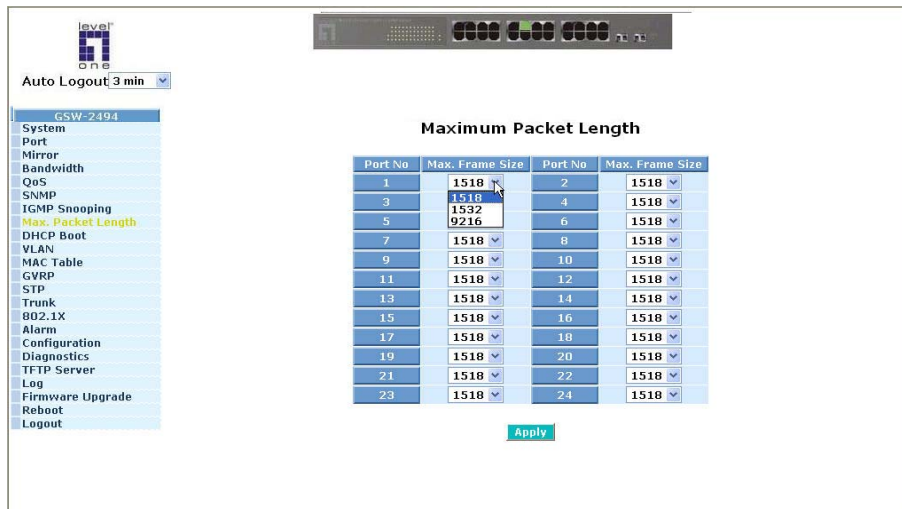 level
one
Auto Logout 3 min
GSW-2494
System
Port
Mirror
Bandwidth
QoS
SNMP
IGMP Snooping
Max. Packet Length
DHCP Boot
VLAN
MAC Table
GVRP
STP
Trunk
802.1X
Alarm
Configuration
Diagnostics
TFTP Server
Log
Firmware Upgrade
Reboot
Logout
Maximum Packet Length
Port No Max. Frame Size Port No Max. Frame Size
1 1518 2 1518
3 1518 4 1518
1532
5 9216 6 1518
7 1518 8 1518
9 1518 10 1518
11 1518 12 1518
13 1518 14 1518
15 1518 16 1518
17 1518 18 1518
19 1518 20 1518
21 1518 22 1518
23 1518 24 1518
Apply